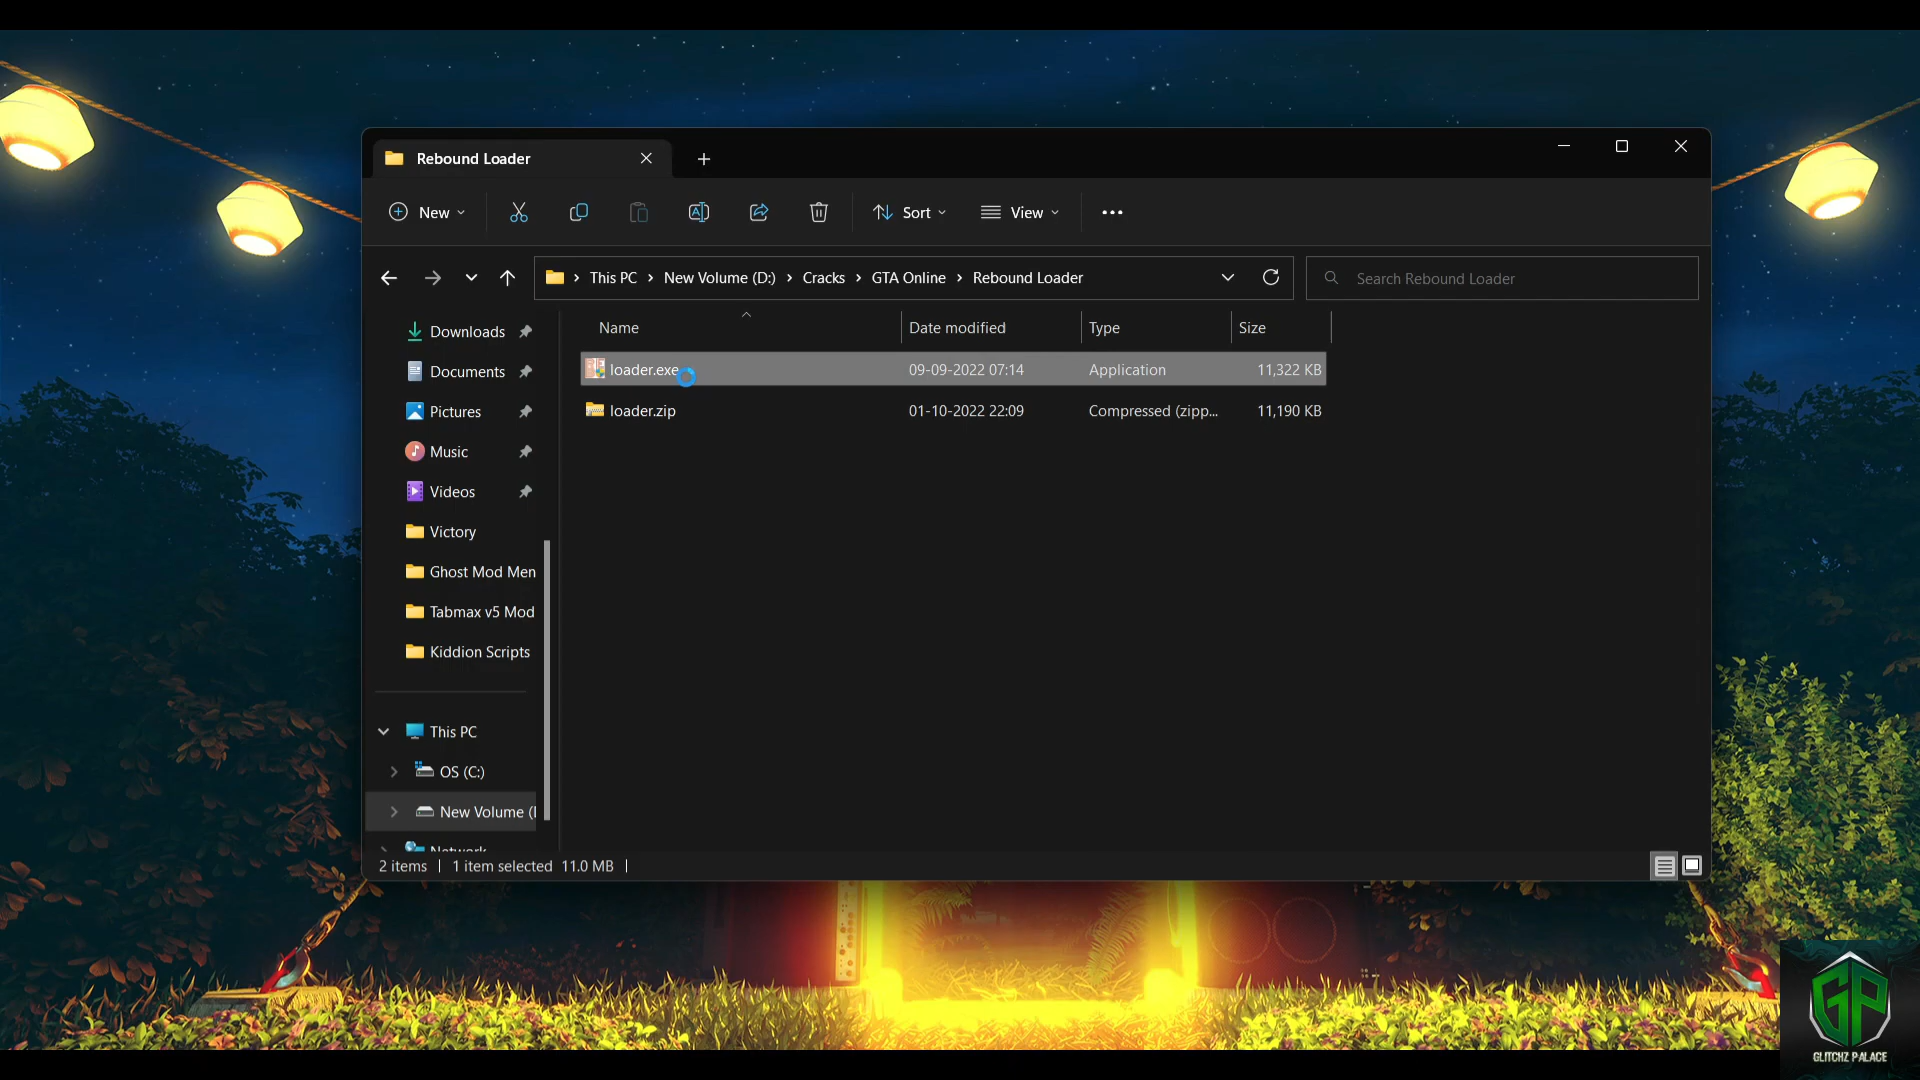 Rebound Loader
New
Sort
View
This PC
New Volume (D:)
Cracks
GTA Online
Rebound Loader
Search Rebound Loader
Name
Date modified
Type
Size
loader.exe
09-09-2022 07:14
Application
11,322 KB
loader.zip
01-10-2022 22:09
Compressed (zipp...
11,190 KB
Downloads
Documents
Pictures
Music
Videos
Victory
Ghost Mod Men
Tabmax v5 Mod
Kiddion Scripts
This PC
OS (C:)
New Volume (
Network
2 items
1 item selected 11.0 MB
GP
GLITCHZ PALACE